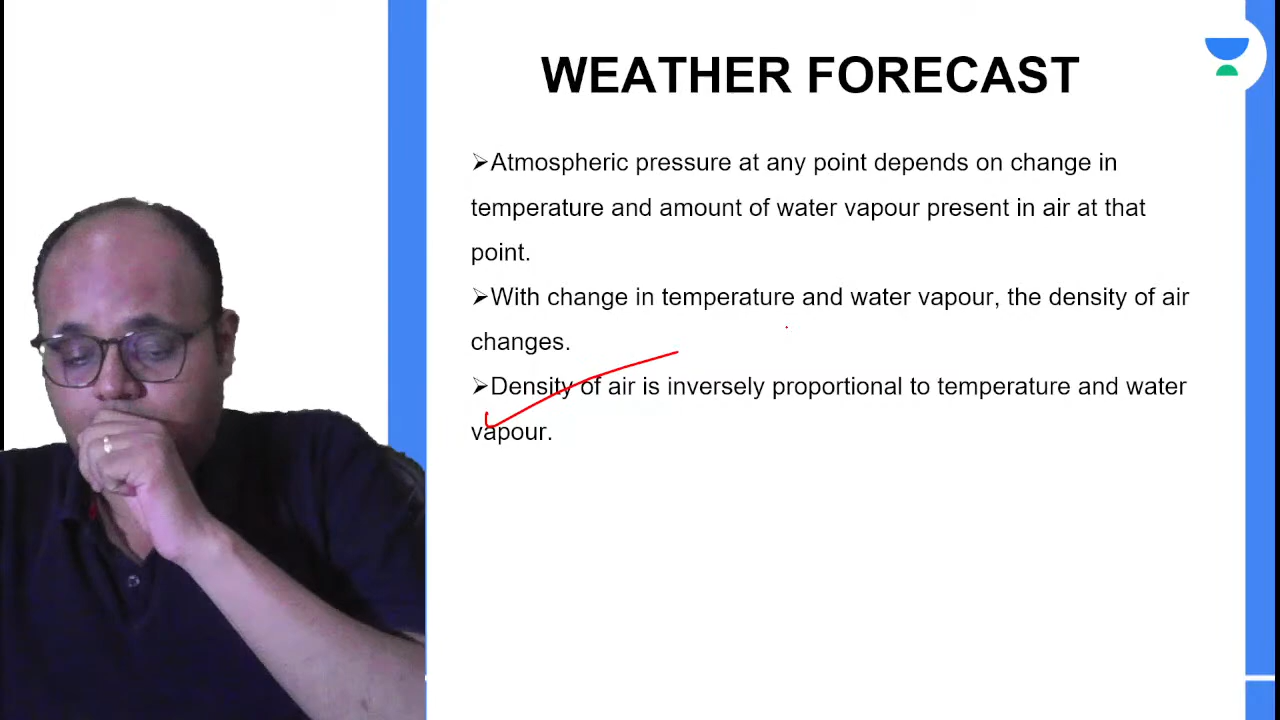 WEATHER FORECAST
➢Atmospheric pressure at any point depends on change in
temperature and amount of water vapour present in air at that
point.
➢With change in temperature and water vapour, the density of air
changes.
➢Density of air is inversely proportional to temperature and water
vapour.